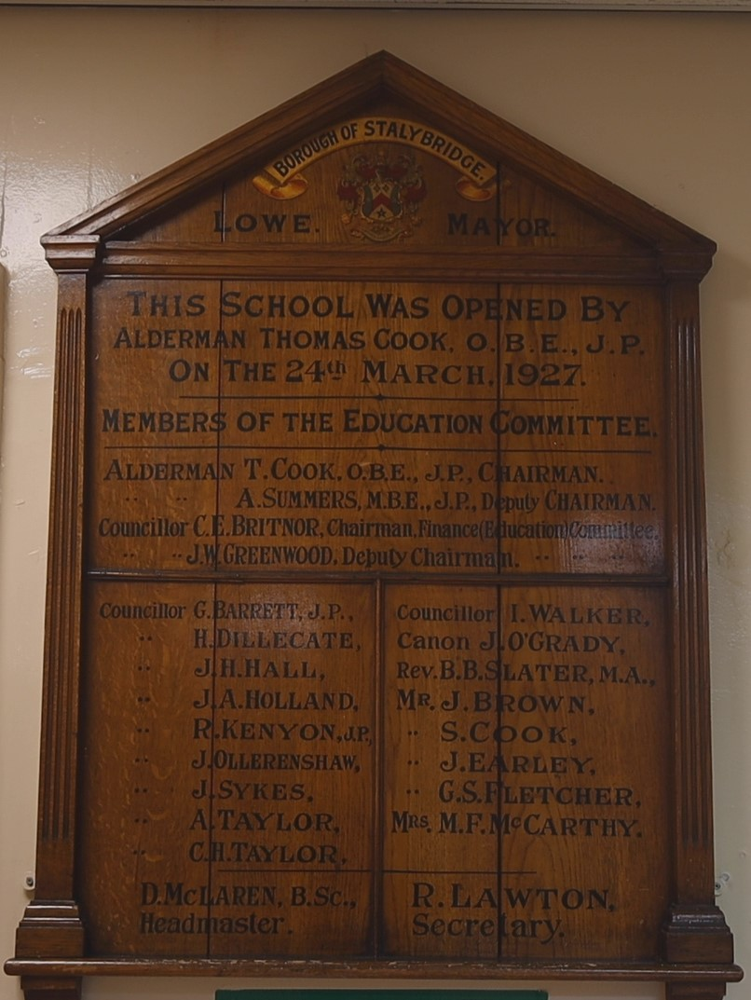 BOROUGH OF STALYBRIDGE.
LOWE. MAYOR.
THIS SCHOOL WAS OPENED BY
ALDERMAN THOMAS COOK. O.B.E., J.P.
ON THE 24th MARCH, 1927.
MEMBERS OF THE EDUCATION COMMITTEE.
ALDERMAN T. COOK, O.B.E., J.P., CHAIRMAN.
" " A. SUMMERS, M.B.E., J.P., Deputy CHAIRMAN.
Councillor C.E. BRITNOR, Chairman, Finance (Education) Committee.
" " J.W. GREENWOOD, Deputy Chairman. " " " "
Councillor G. BARRETT, J.P.,
" H. DILLECATE,
" J.H. HALL,
" J.A. HOLLAND,
" R. KENYON, J.P.,
" J. OLLERENSHAW,
" J. SYKES,
" A. TAYLOR,
" C.H. TAYLOR,
Councillor I. WALKER,
Canon J. O'GRADY,
Rev. B.B. SLATER, M.A.,
MR. J. BROWN,
" S. COOK,
" J. EARLEY,
" G.S. FLETCHER,
MRS. M.F. McCARTHY.
D. McLAREN, B.Sc.,
Headmaster.
R. LAWTON,
Secretary.